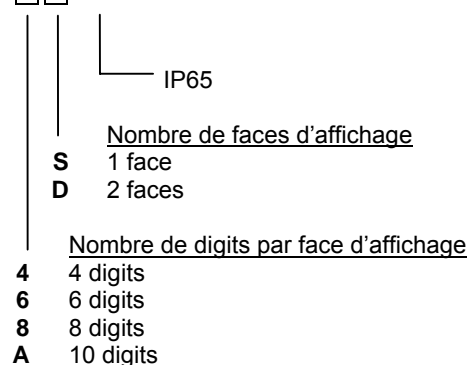 IP65
Nombre de faces d'affichage
S 1 face
D 2 faces
Nombre de digits par face d'affichage
4 4 digits
6 6 digits
8 8 digits
A 10 digits